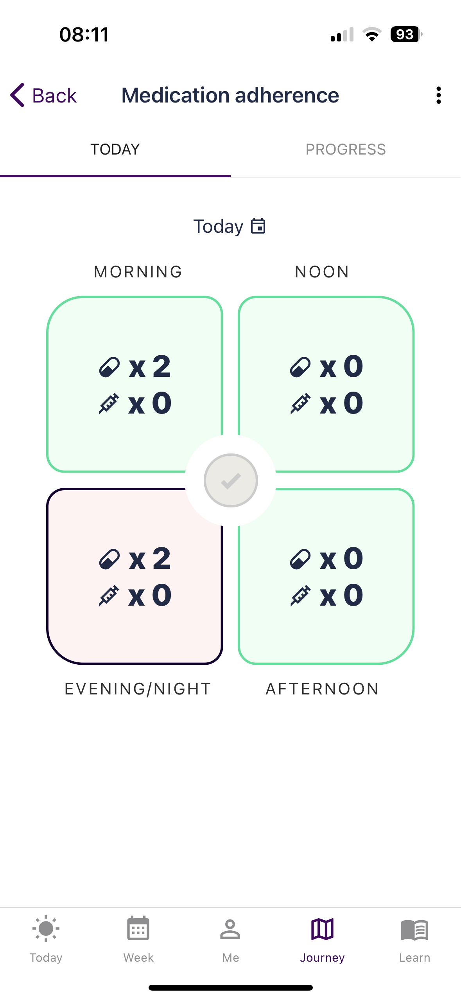 08:11
93
Back
Medication adherence
TODAY
PROGRESS
Today
MORNING
NOON
x 2
x 0
x 0
x 0
x 2
x 0
x 0
x 0
EVENING/NIGHT
AFTERNOON
Today
Week
Me
Journey
Learn